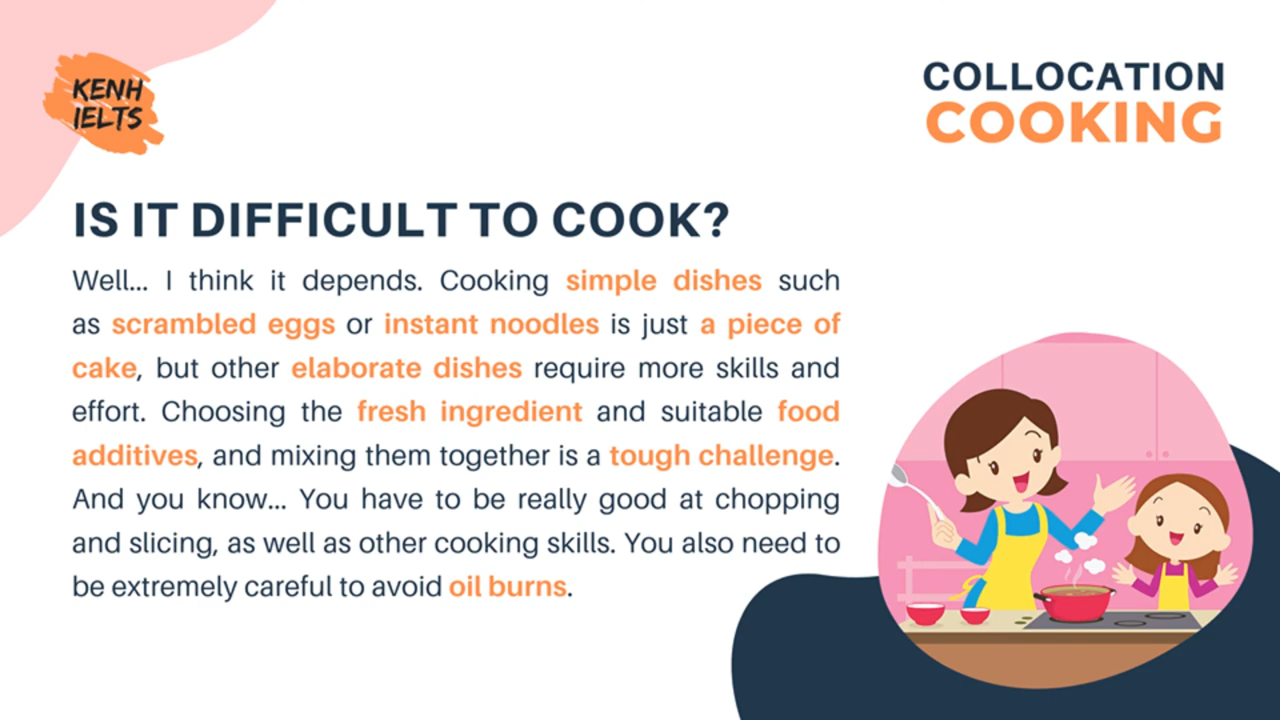 KENH
IELTS
COLLOCATION
COOKING
IS IT DIFFICULT TO COOK?
Well... I think it depends. Cooking simple dishes such
as scrambled eggs or instant noodles is just a piece of
cake, but other elaborate dishes require more skills and
effort. Choosing the fresh ingredient and suitable food
additives, and mixing them together is a tough challenge.
And you know... You have to be really good at chopping
and slicing, as well as other cooking skills. You also need to
be extremely careful to avoid oil burns.